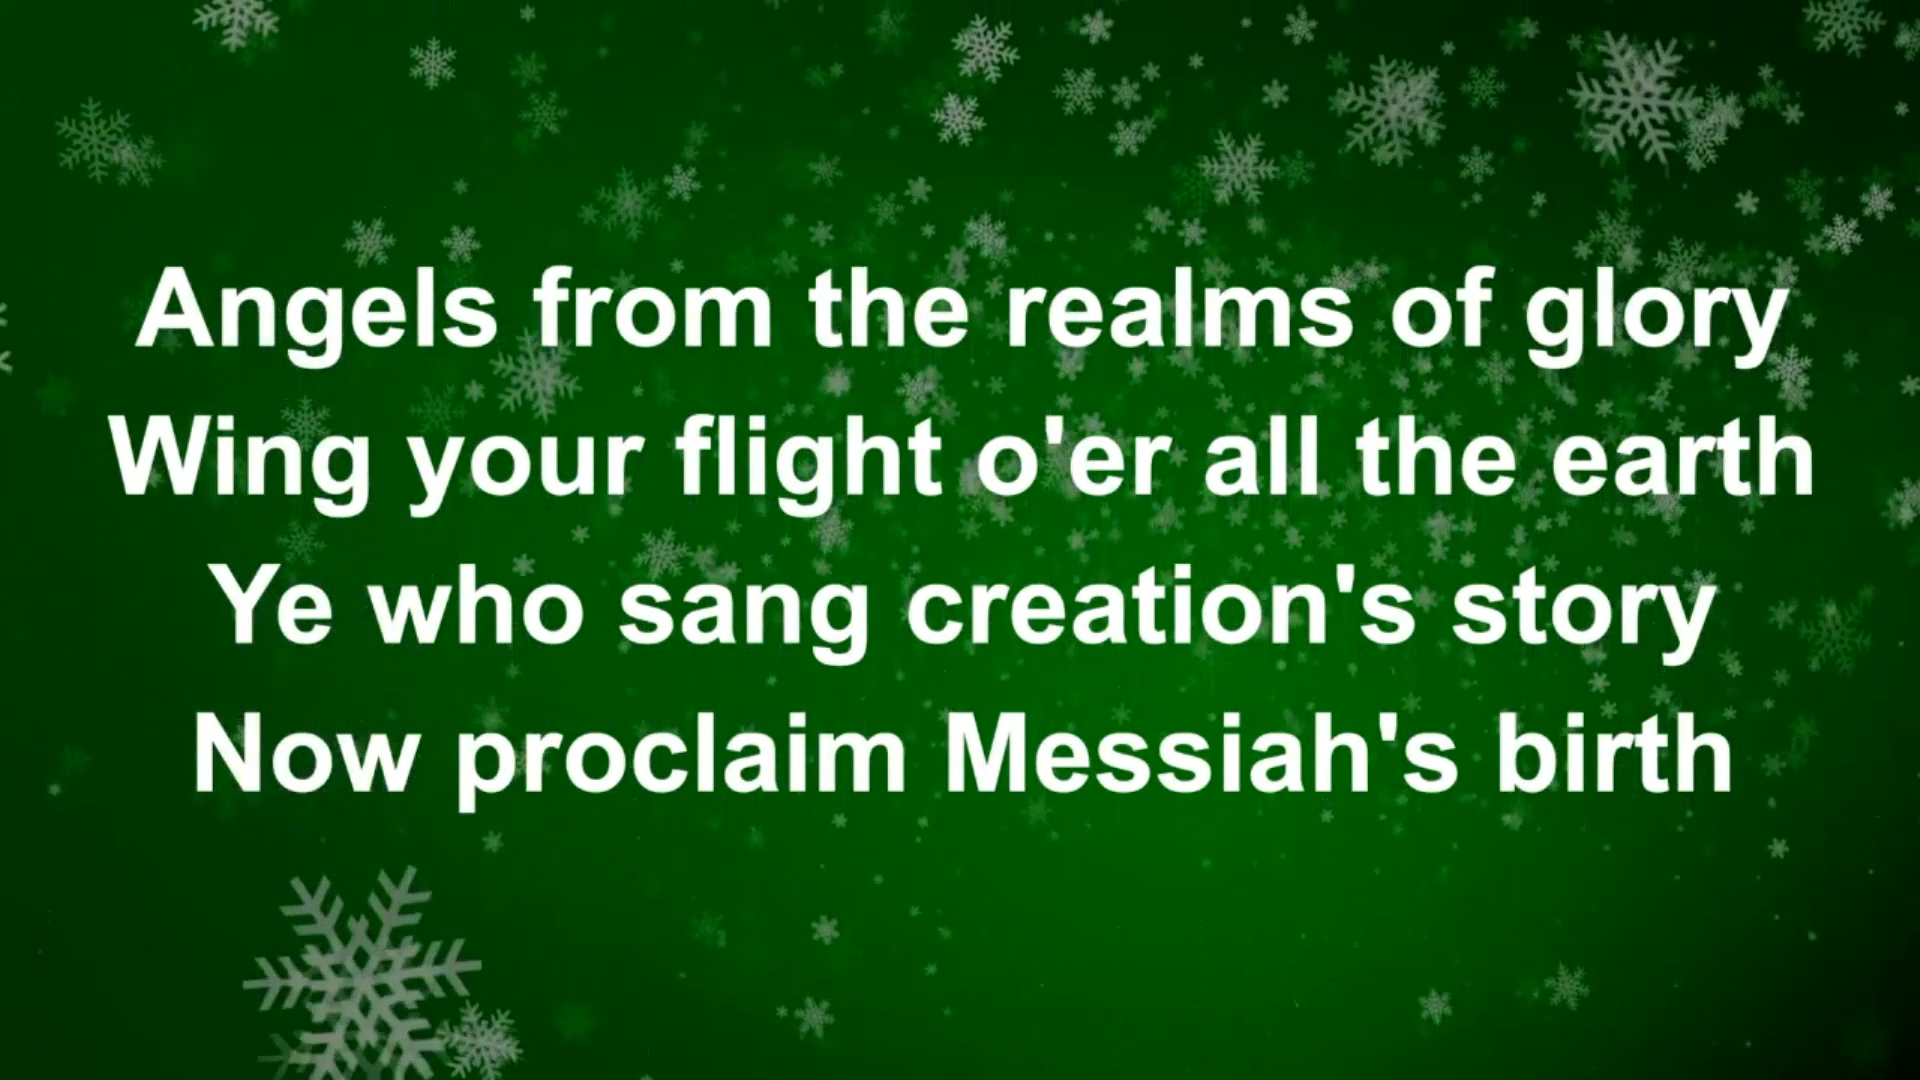 Angels from the realms of glory
Wing your flight o'er all the earth
Ye who sang creation's story
Now proclaim Messiah's birth